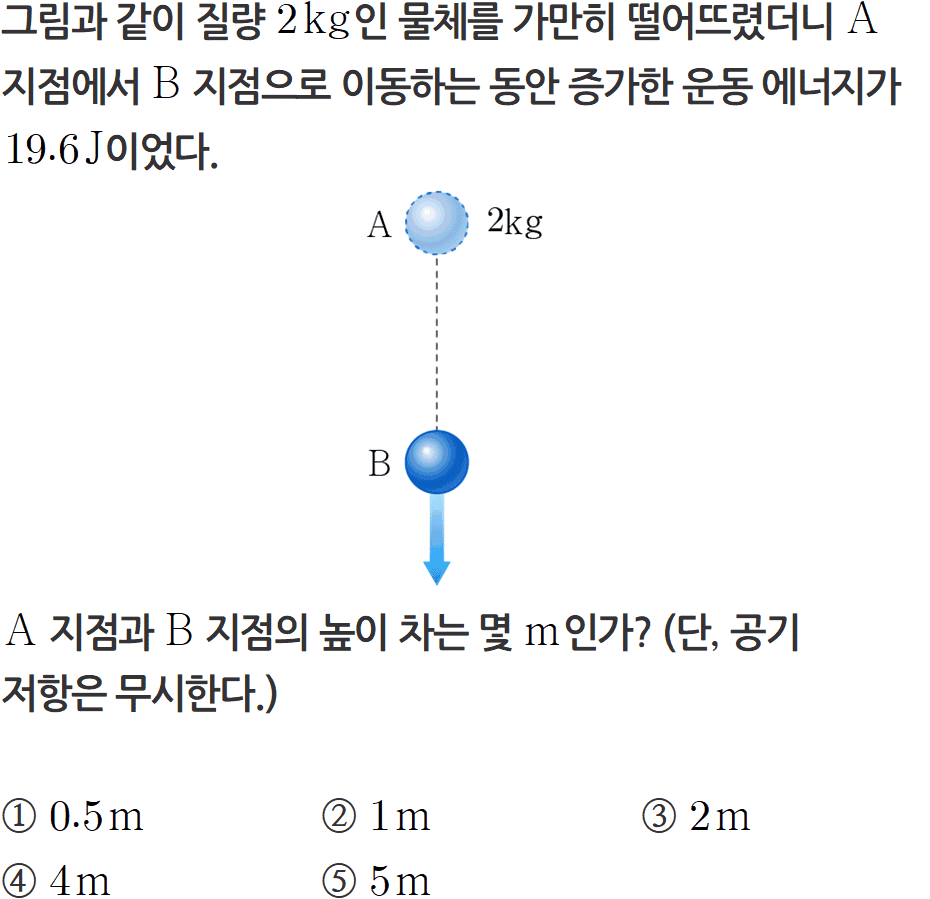 그림과 같이 질량 2kg인 물체를 가만히 떨어뜨렸더니 A
지점에서 B 지점으로 이동하는 동안 증가한 운동 에너지가
19.6J이었다.
A 2kg
B
A 지점과 B 지점의 높이 차는 몇 m인가? (단, 공기
저항은 무시한다.)
① 0.5m ② 1m ③ 2m
④ 4m ⑤ 5m